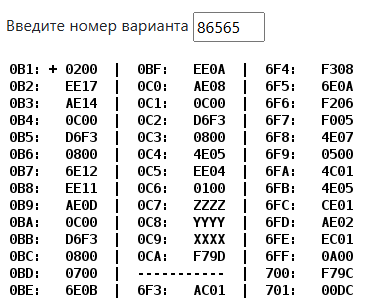 Введите номер варианта 86565
0B1: + 0200 | 0BF: EE0A | 6F4: F308
0B2: EE17 | 0C0: AE08 | 6F5: 6E0A
0B3: AE14 | 0C1: 0C00 | 6F6: F206
0B4: 0C00 | 0C2: D6F3 | 6F7: F005
0B5: D6F3 | 0C3: 0800 | 6F8: 4E07
0B6: 0800 | 0C4: 4E05 | 6F9: 0500
0B7: 6E12 | 0C5: EE04 | 6FA: 4C01
0B8: EE11 | 0C6: 0100 | 6FB: 4E05
0B9: AE0D | 0C7: ZZZZ | 6FC: CE01
0BA: 0C00 | 0C8: YYYY | 6FD: AE02
0BB: D6F3 | 0C9: XXXX | 6FE: EC01
0BC: 0800 | 0CA: F79D | 6FF: 0A00
0BD: 0700 | ----------- | 700: F79C
0BE: 6E0B | 6F3: AC01 | 701: 00DC